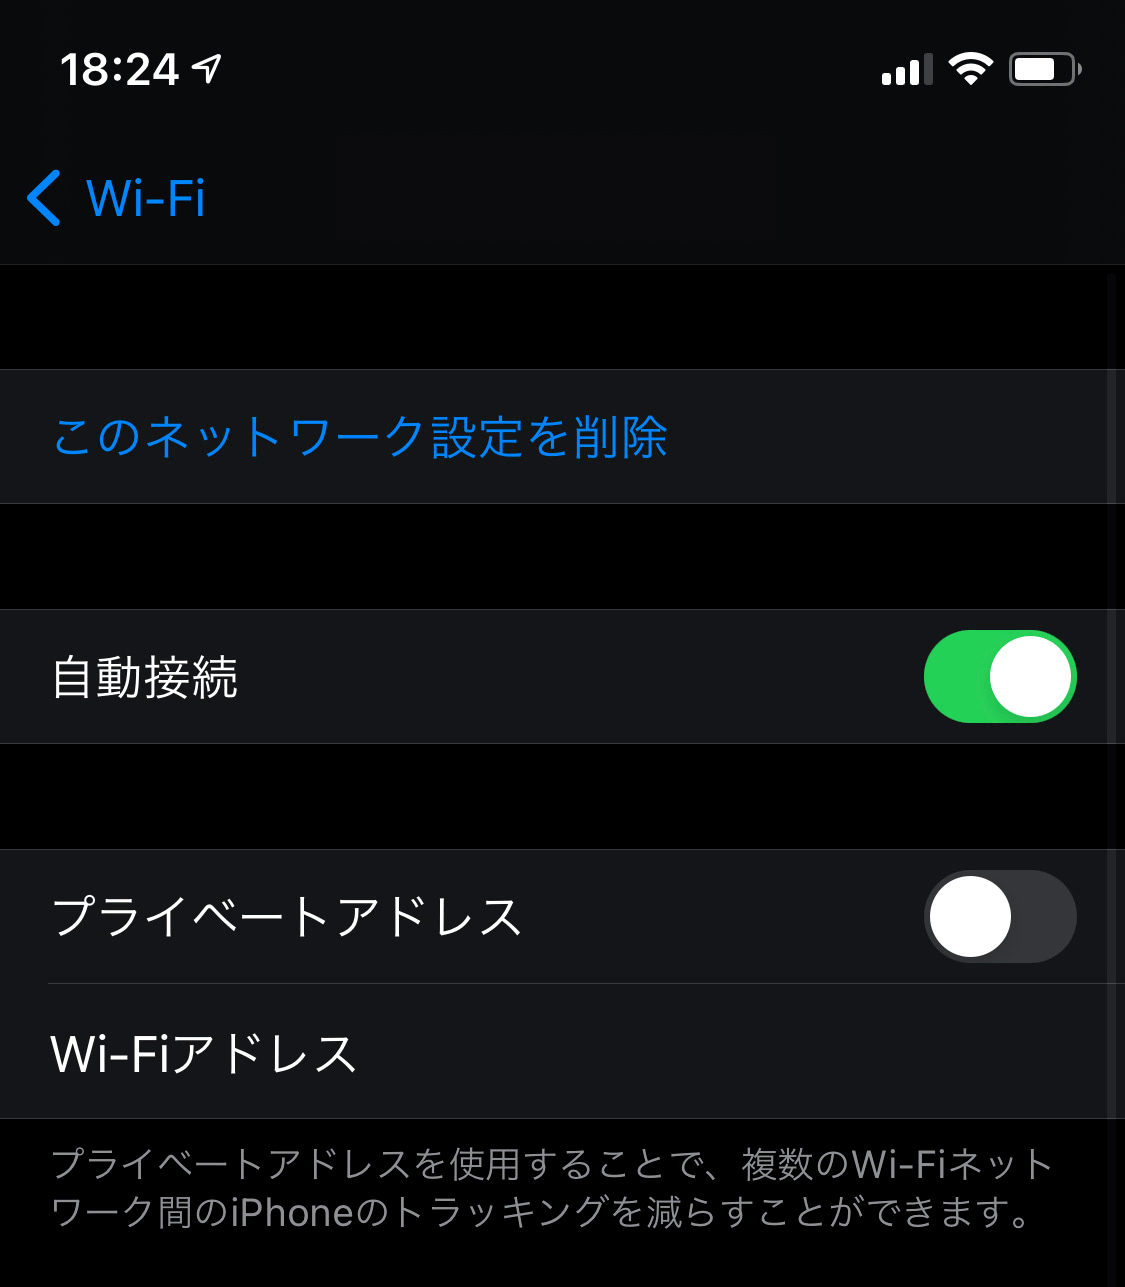 18:24
Wi-Fi
このネットワーク設定を削除
自動接続
プライベートアドレス
Wi-Fiアドレス
プライベートアドレスを使用することで、複数のWi-Fiネット
ワーク間のiPhoneのトラッキングを減らすことができます。